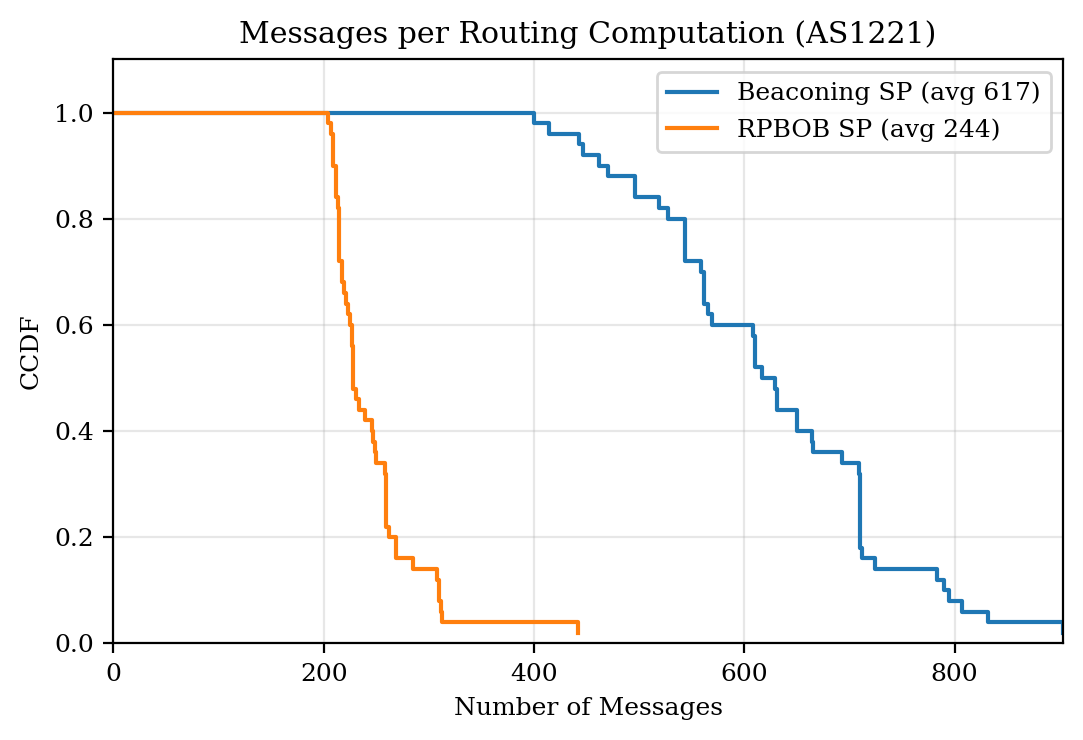 Messages per Routing Computation (AS1221)
Beaconing SP (avg 617)
RPBOB SP (avg 244)
CCDF
1.0
0.8
0.6
0.4
0.2
0.0
0 200 400 600 800
Number of Messages